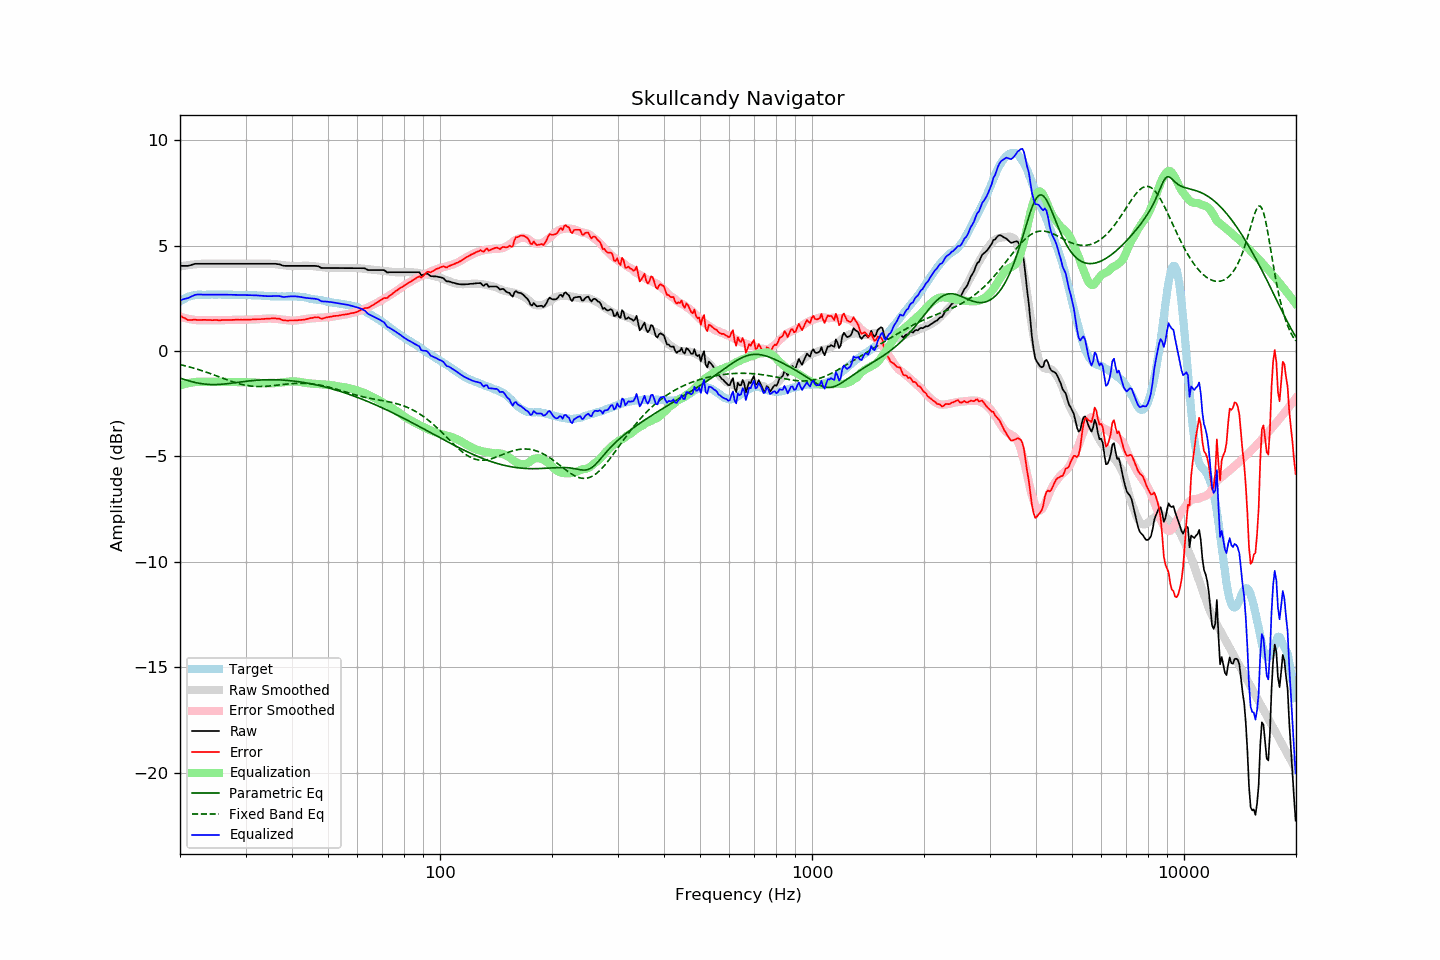 Skullcandy Navigator
10
5
0
−5
−10
−15
−20
Amplitude (dBr)
Target
Raw Smoothed
Error Smoothed
Raw
Error
Equalization
Parametric Eq
Fixed Band Eq
Equalized
100
1000
10000
Frequency (Hz)